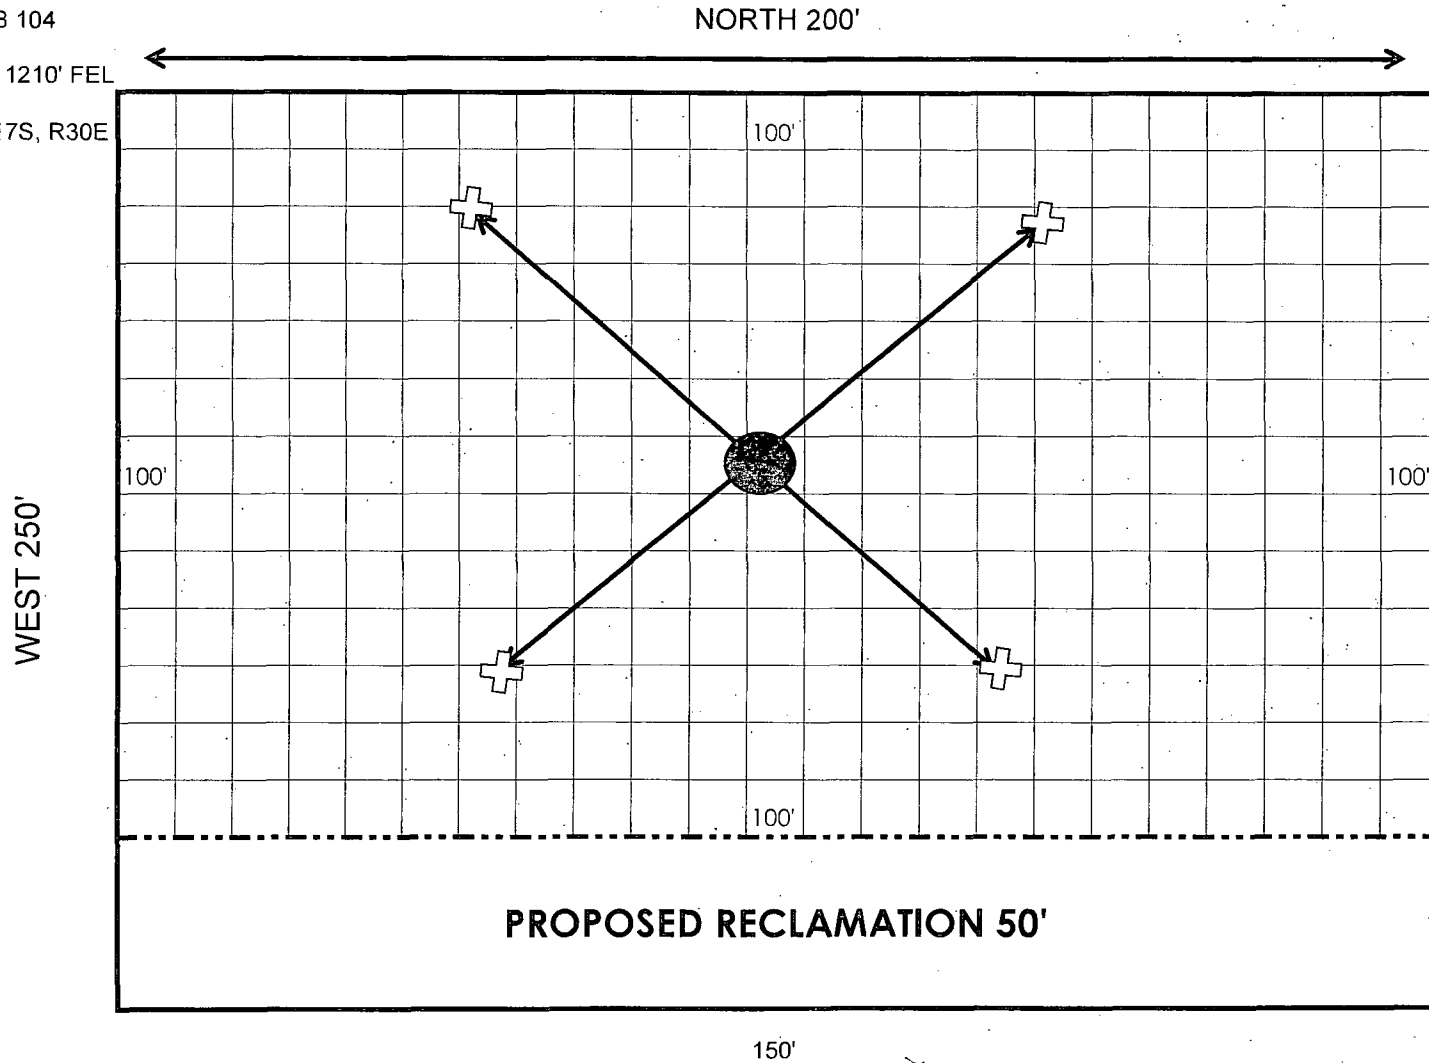 104
NORTH 200'
1210' FEL
7S, R30E
100'
100'
100'
WEST 250'
100'
PROPOSED RECLAMATION 50'
150'